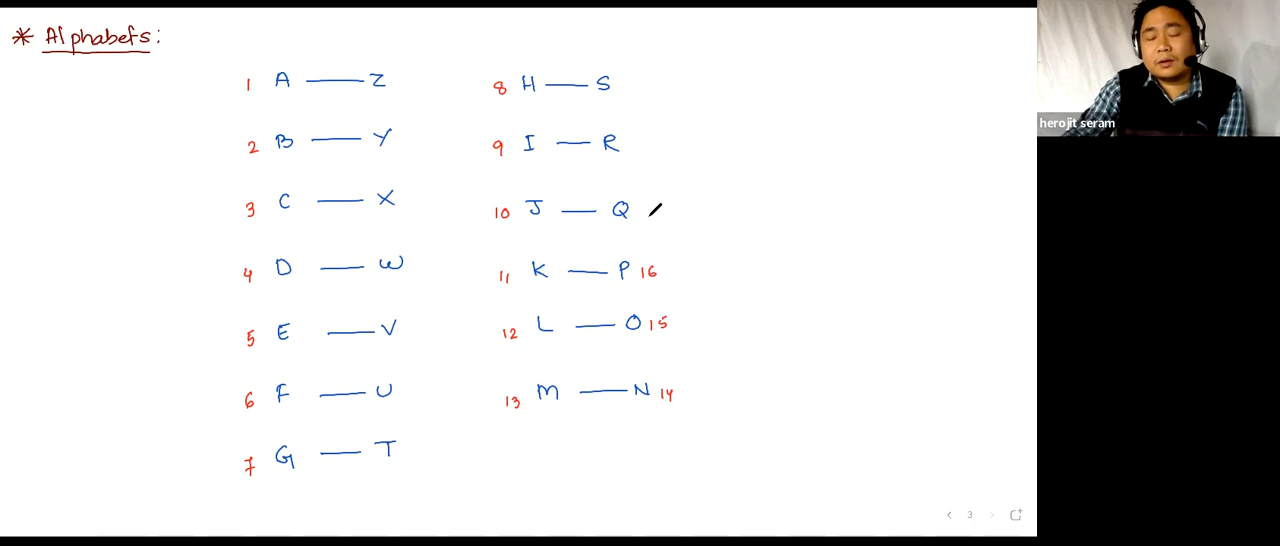 * Alphabets:
1 A — Z
2 B — Y
3 C — X
4 D — W
5 E — V
6 F — U
7 G — T
8 H — S
9 I — R
10 J — Q
11 K — P 16
12 L — O 15
13 M — N 14
herojit seram
3